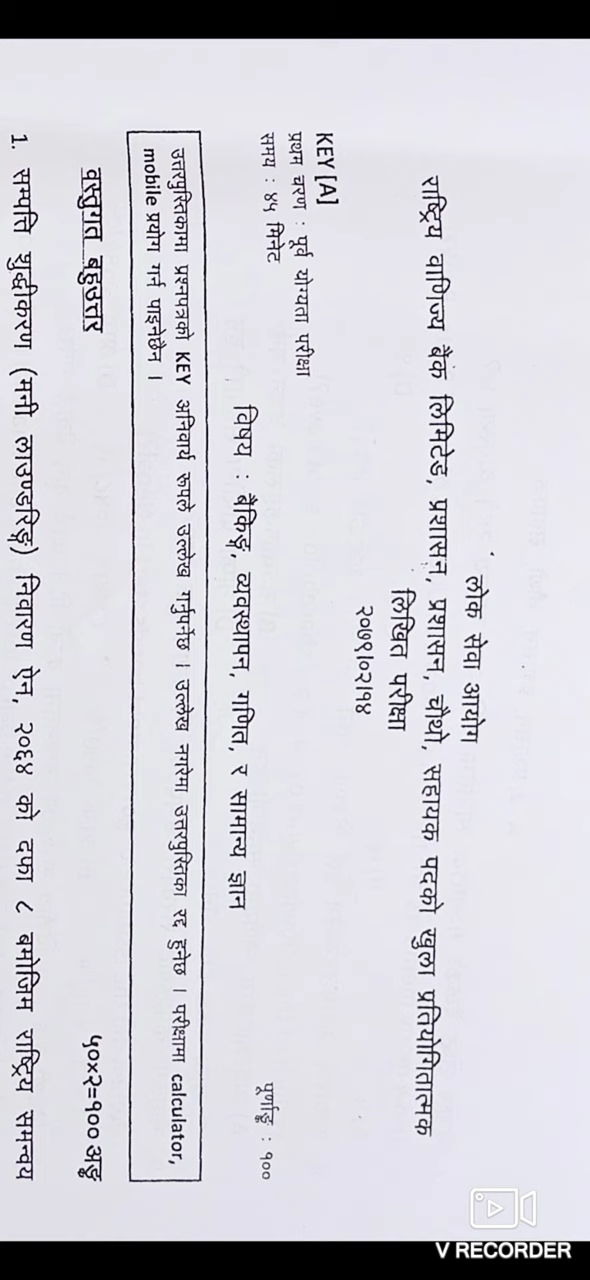 लोक सेवा आयोग
राष्ट्रिय वाणिज्य बैंक लिमिटेड, प्रशासन, प्रशासन, चौथो, सहायक पदको खुला प्रतियोगितात्मक
लिखित परीक्षा
२०७९/०२/१४
KEY [A]
प्रथम चरण : पूर्व योग्यता परीक्षा
समय : ४५ मिनेट
पूर्णाङ्क : १००
विषय : बैंकिङ्ग, व्यवस्थापन, गणित, र सामान्य ज्ञान
उत्तरपुस्तिकामा प्रश्नपत्रको KEY अनिवार्य रूपले उल्लेख गर्नुपर्नेछ । उल्लेख नगरेमा उत्तरपुस्तिका रद्द हुनेछ । परीक्षामा calculator,
mobile प्रयोग गर्न पाइनेछैन ।
वस्तुगत बहुउत्तर
५०×२=१०० अङ्क
1. सम्पत्ति शुद्धीकरण (मनी लाउण्डरिङ्ग) निवारण ऐन, २०६४ को दफा ८ बमोजिम राष्ट्रिय समन्वय
V RECORDER